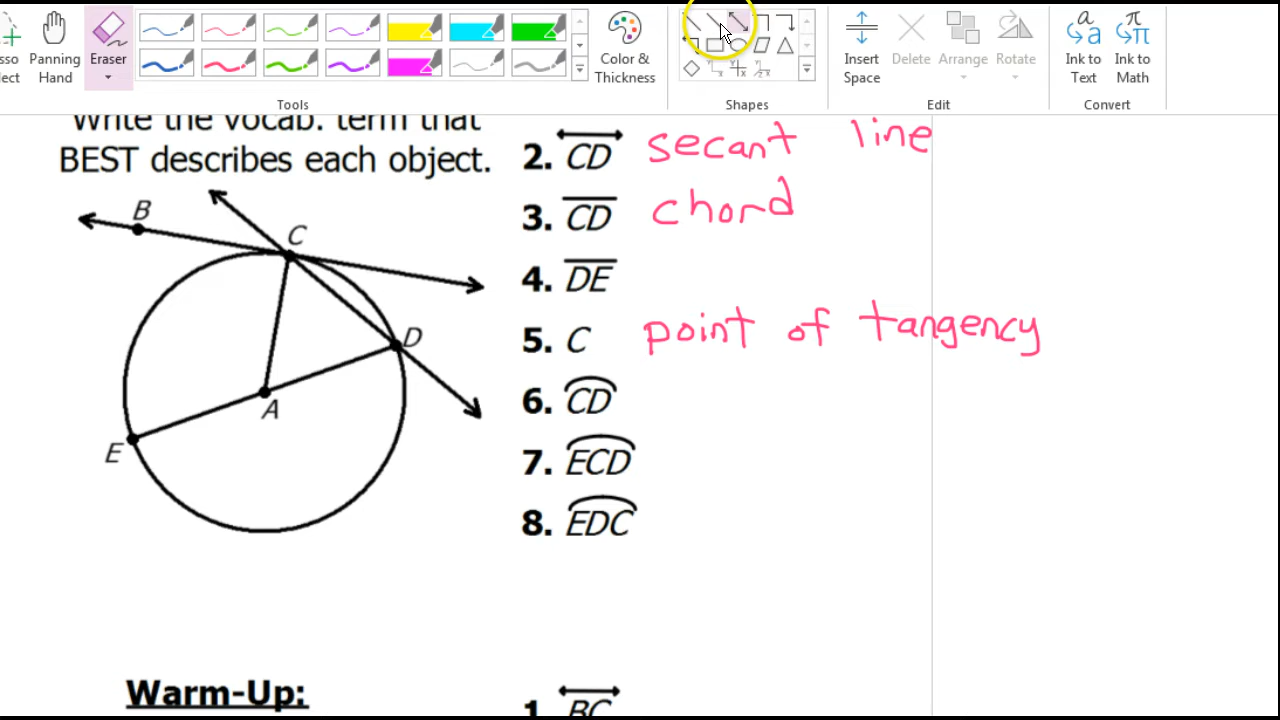 sso Panning Eraser Color & Insert Delete Arrange Rotate Ink to Ink to
lect Hand Thickness Space Text Math
Tools Shapes Edit Convert
Write the vocab. term that
BEST describes each object.
2. CD secant line
3. CD chord
4. DE
5. C point of tangency
6. CD
7. ECD
8. EDC
B
C
D
A
E
Warm-Up:
1. BC